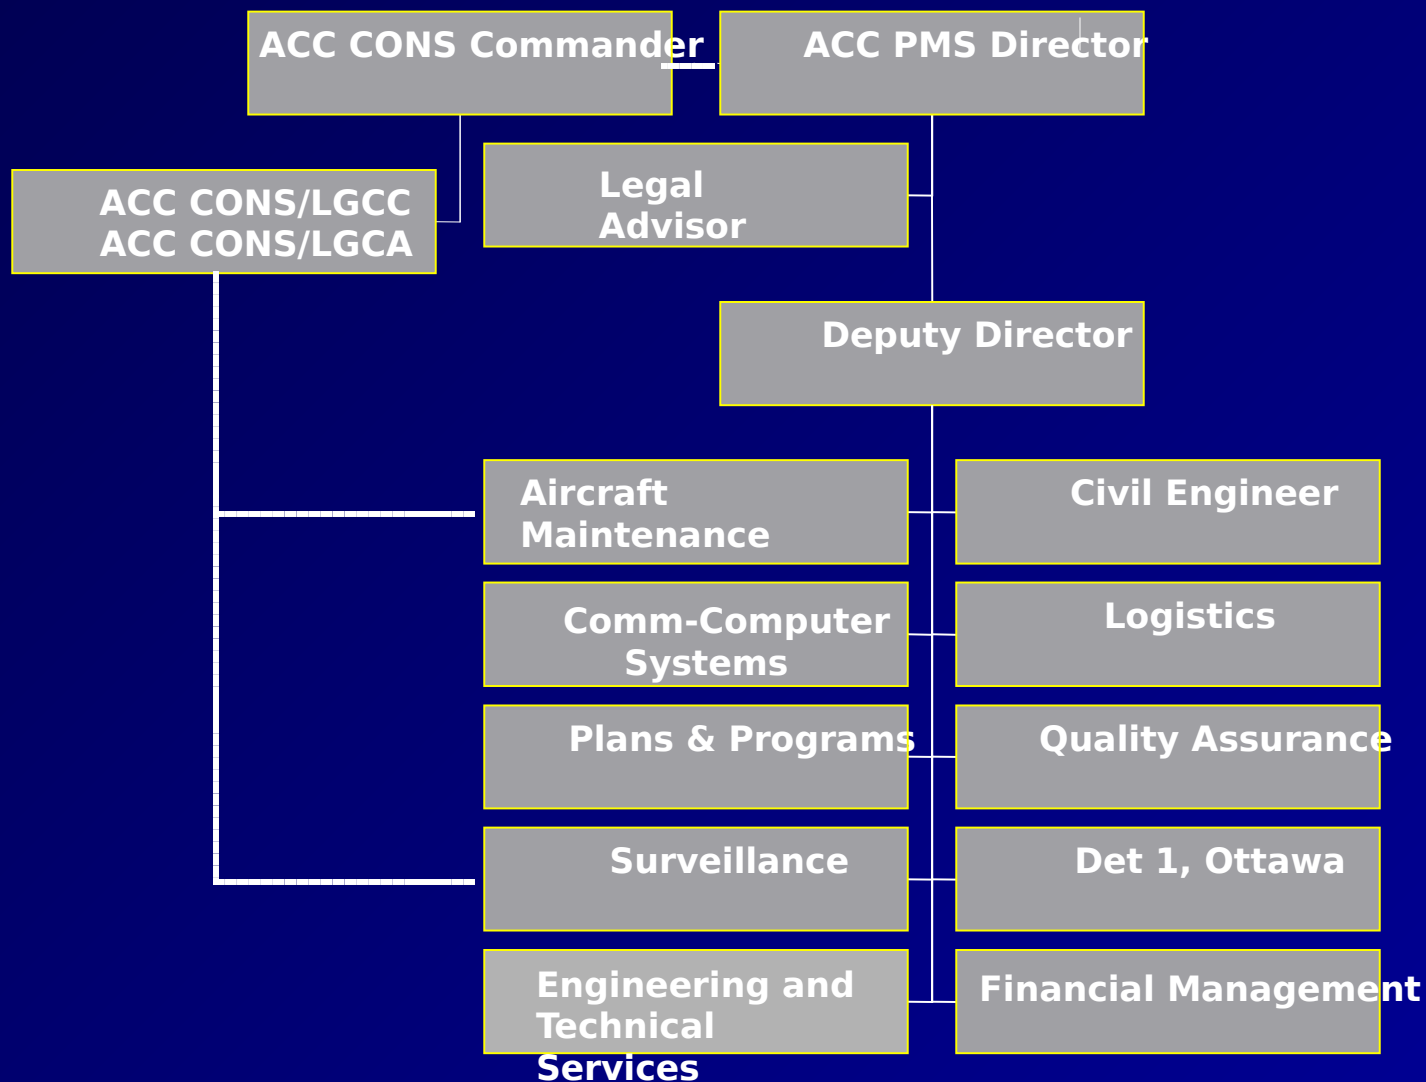 ACC CONS Commander
ACC PMS Director
Legal
Advisor
ACC CONS/LGCC
ACC CONS/LGCA
Deputy Director
Aircraft
Maintenance
Civil Engineer
Comm-Computer
Systems
Logistics
Plans & Programs
Quality Assurance
Surveillance
Det 1, Ottawa
Engineering and
Technical
Services
Financial Management